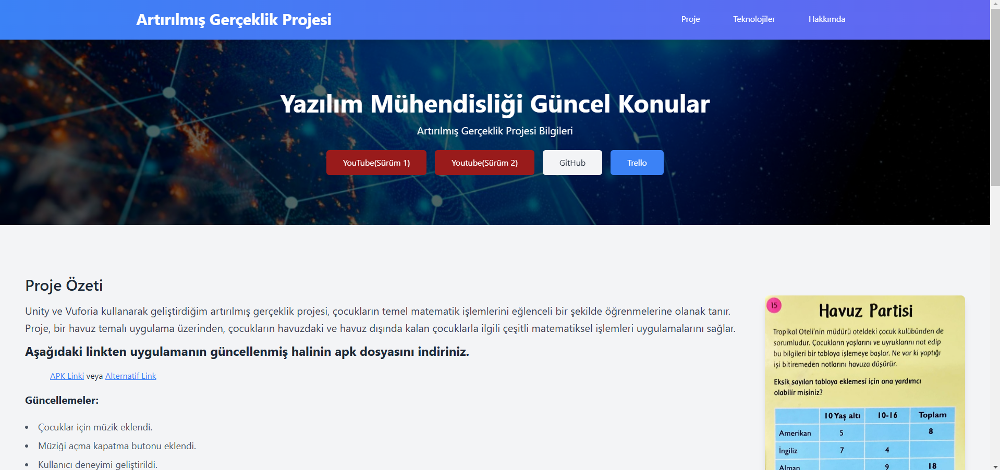 Artırılmış Gerçeklik Projesi
Proje
Teknolojiler
Hakkımda
Yazılım Mühendisliği Güncel Konular
Artırılmış Gerçeklik Projesi Bilgileri
YouTube(Sürüm 1)
Youtube(Sürüm 2)
GitHub
Trello
Proje Özeti
Unity ve Vuforia kullanarak geliştirdiğim artırılmış gerçeklik projesi, çocukların temel matematik işlemlerini eğlenceli bir şekilde öğrenmelerine olanak tanır.
Proje, bir havuz temalı uygulama üzerinden, çocukların havuzdaki ve havuz dışında kalan çocuklarla ilgili çeşitli matematiksel işlemleri uygulamalarını sağlar.
Aşağıdaki linkten uygulamanın güncellenmiş halinin apk dosyasını indiriniz.
APK Linki veya Alternatif Link
Güncellemeler:
Çocuklar için müzik eklendi.
Müziği açma kapatma butonu eklendi.
Kullanıcı deneyimi geliştirildi.
15
Havuz Partisi
Tropikal Oteli'nin müdürü oteldeki çocuk kulübünden de
sorumludur. Çocukların yaşlarını ve uyruklarını not edip
bu bilgileri bir tabloya işlemeye başlar. Ne var ki yaptığı
işi bitiremeden notlarını havuza düşürür.
Eksik sayıları tabloya eklemesi için ona yardımcı
olabilir misiniz?
10 Yaş altı 10-16 Toplam
Amerikan 5 8
İngiliz 7 4
Alman 9 18